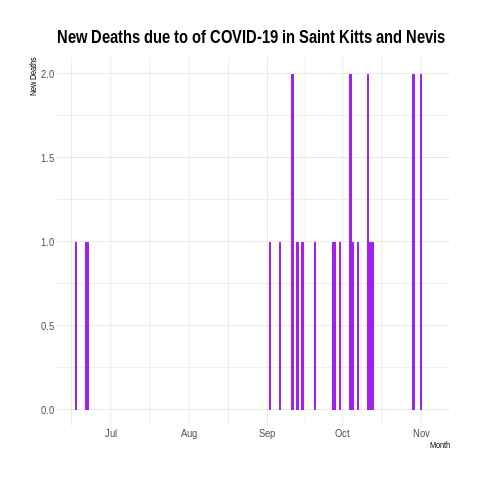 New Deaths due to of COVID-19 in Saint Kitts and Nevis
New Deaths
2.0
1.5
1.0
0.5
0.0
Jul Aug Sep Oct Nov
Month